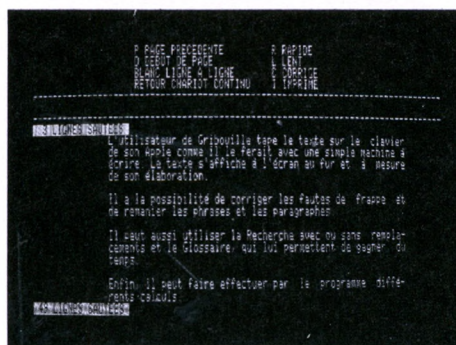 P PAGE PRECEDENTE R RAPIDE
D DEBUT DE PAGE L LENT
BLANC LIGNE A LIGNE C CORRIGE
RETOUR CHARIOT CONTINU I IMPRIME
3 LIGNES SAUTEES
L'utilisateur de Gribouille tape le texte sur le clavier
de son Apple comme il le ferait avec une simple machine à
écrire. Le texte s'affiche à l'écran au fur et à mesure
de son élaboration.
Il a la possibilité de corriger les fautes de frappe et
de remanier les phrases et les paragraphes.
Il peut aussi utiliser la Recherche avec ou sans rempla-
cements et le Glossaire, qui lui permettent de gagner du
temps.
Enfin, il peut faire effectuer par le programme diffé-
rents calculs.
LIGNES SAUTEES